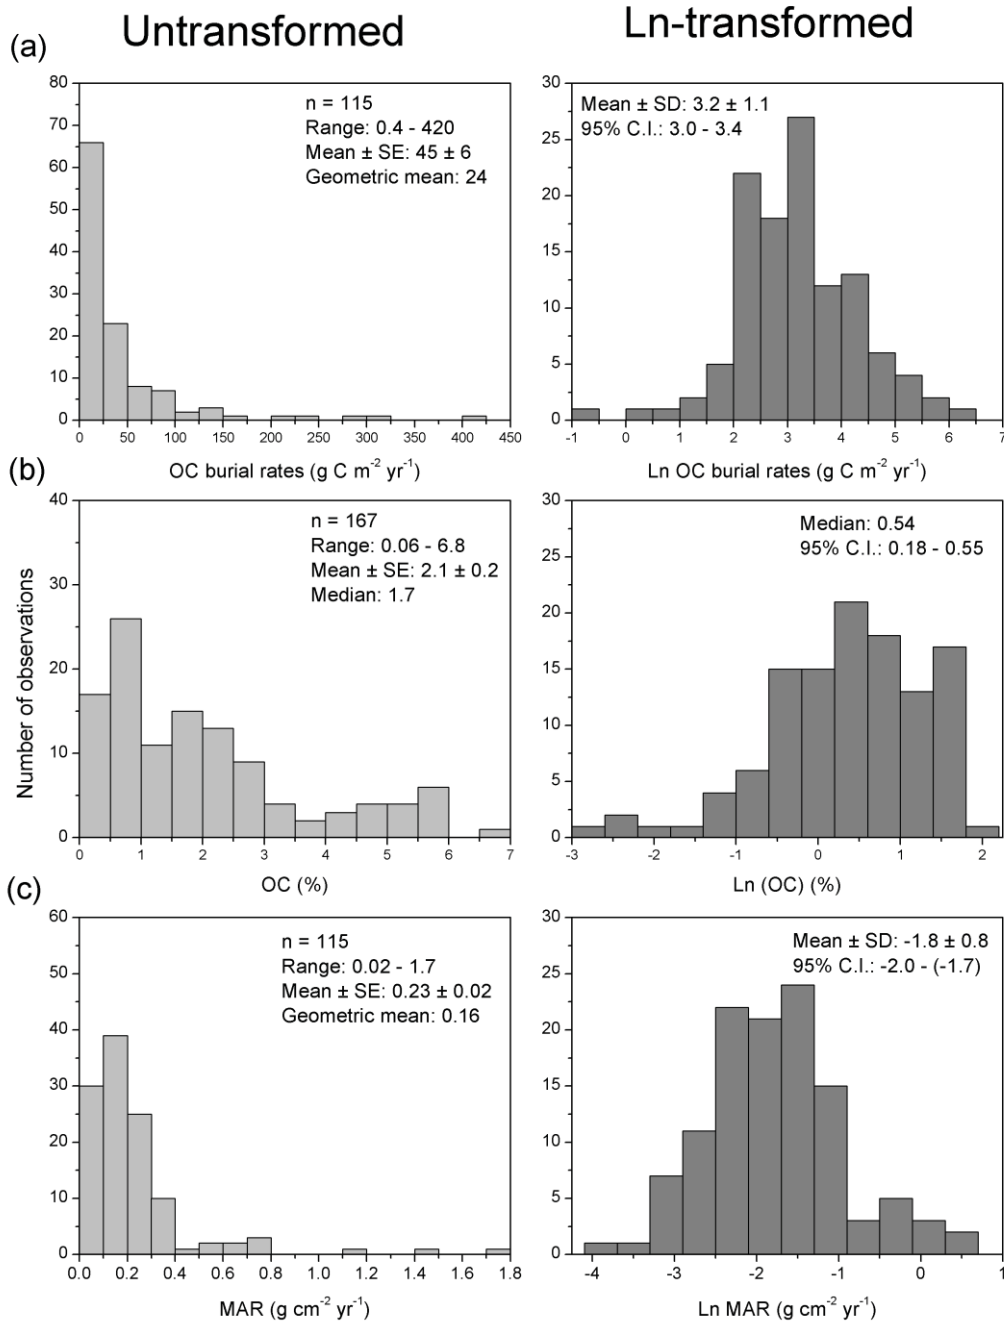 Untransformed
Ln-transformed
(a)
80
70
60
50
40
30
20
10
0
n = 115
Range: 0.4 - 420
Mean ± SE: 45 ± 6
Geometric mean: 24
0 50 100 150 200 250 300 350 400 450
OC burial rates (g C m⁻² yr⁻¹)
30
25
20
15
10
5
0
Mean ± SD: 3.2 ± 1.1
95% C.I.: 3.0 - 3.4
-1 0 1 2 3 4 5 6 7
Ln OC burial rates (g C m⁻² yr⁻¹)
(b)
Number of observations
40
30
20
10
0
n = 167
Range: 0.06 - 6.8
Mean ± SE: 2.1 ± 0.2
Median: 1.7
0 1 2 3 4 5 6 7
OC (%)
30
25
20
15
10
5
0
Median: 0.54
95% C.I.: 0.18 - 0.55
-3 -2 -1 0 1 2
Ln (OC) (%)
(c)
60
50
40
30
20
10
0
n = 115
Range: 0.02 - 1.7
Mean ± SE: 0.23 ± 0.02
Geometric mean: 0.16
0.0 0.2 0.4 0.6 0.8 1.0 1.2 1.4 1.6 1.8
MAR (g cm⁻² yr⁻¹)
30
25
20
15
10
5
0
Mean ± SD: -1.8 ± 0.8
95% C.I.: -2.0 - (-1.7)
-4 -3 -2 -1 0 1
Ln MAR (g cm⁻² yr⁻¹)